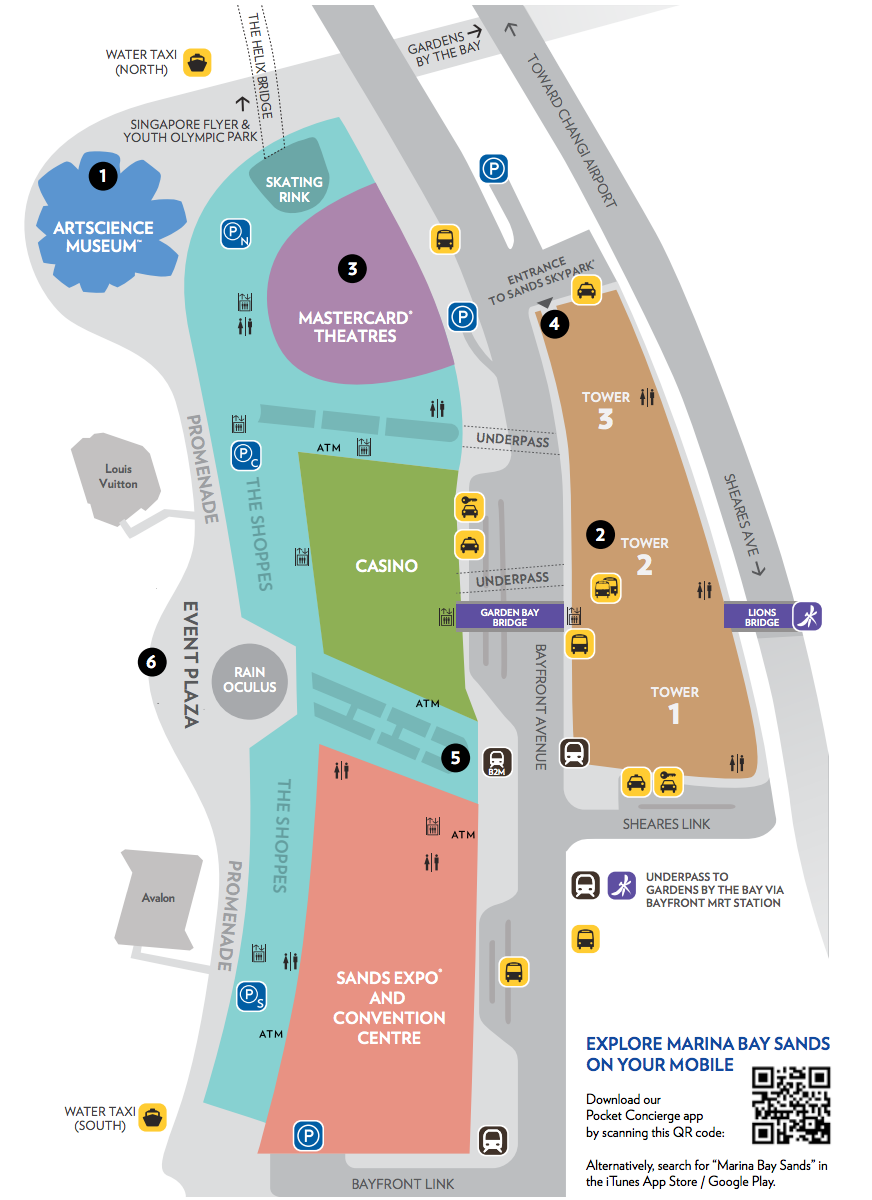 THE HELIX BRIDGE
GARDENS
BY THE BAY
WATER TAXI
(NORTH)
TOWARD CHANGI AIRPORT
SINGAPORE FLYER &
YOUTH OLYMPIC PARK
1
ARTSCIENCE
MUSEUM™
SKATING
RINK
P
PN
3
MASTERCARD®
THEATRES
ENTRANCE
TO SANDS SKYPARK®
P
4
TOWER
3
PROMENADE
ATM
UNDERPASS
PC
Louis
Vuitton
THE SHOPPES
SHEARES AVE
CASINO
2
TOWER
2
UNDERPASS
GARDEN BAY
BRIDGE
LIONS
BRIDGE
EVENT PLAZA
6
RAIN
OCULUS
BAYFRONT AVENUE
TOWER
1
ATM
5
B2M
THE SHOPPES
ATM
SHEARES LINK
PROMENADE
Avalon
UNDERPASS TO
GARDENS BY THE BAY VIA
BAYFRONT MRT STATION
SANDS EXPO®
AND
CONVENTION
CENTRE
PS
ATM
EXPLORE MARINA BAY SANDS
ON YOUR MOBILE
Download our
Pocket Concierge app
by scanning this QR code:
WATER TAXI
(SOUTH)
P
Alternatively, search for “Marina Bay Sands” in
the iTunes App Store / Google Play.
BAYFRONT LINK